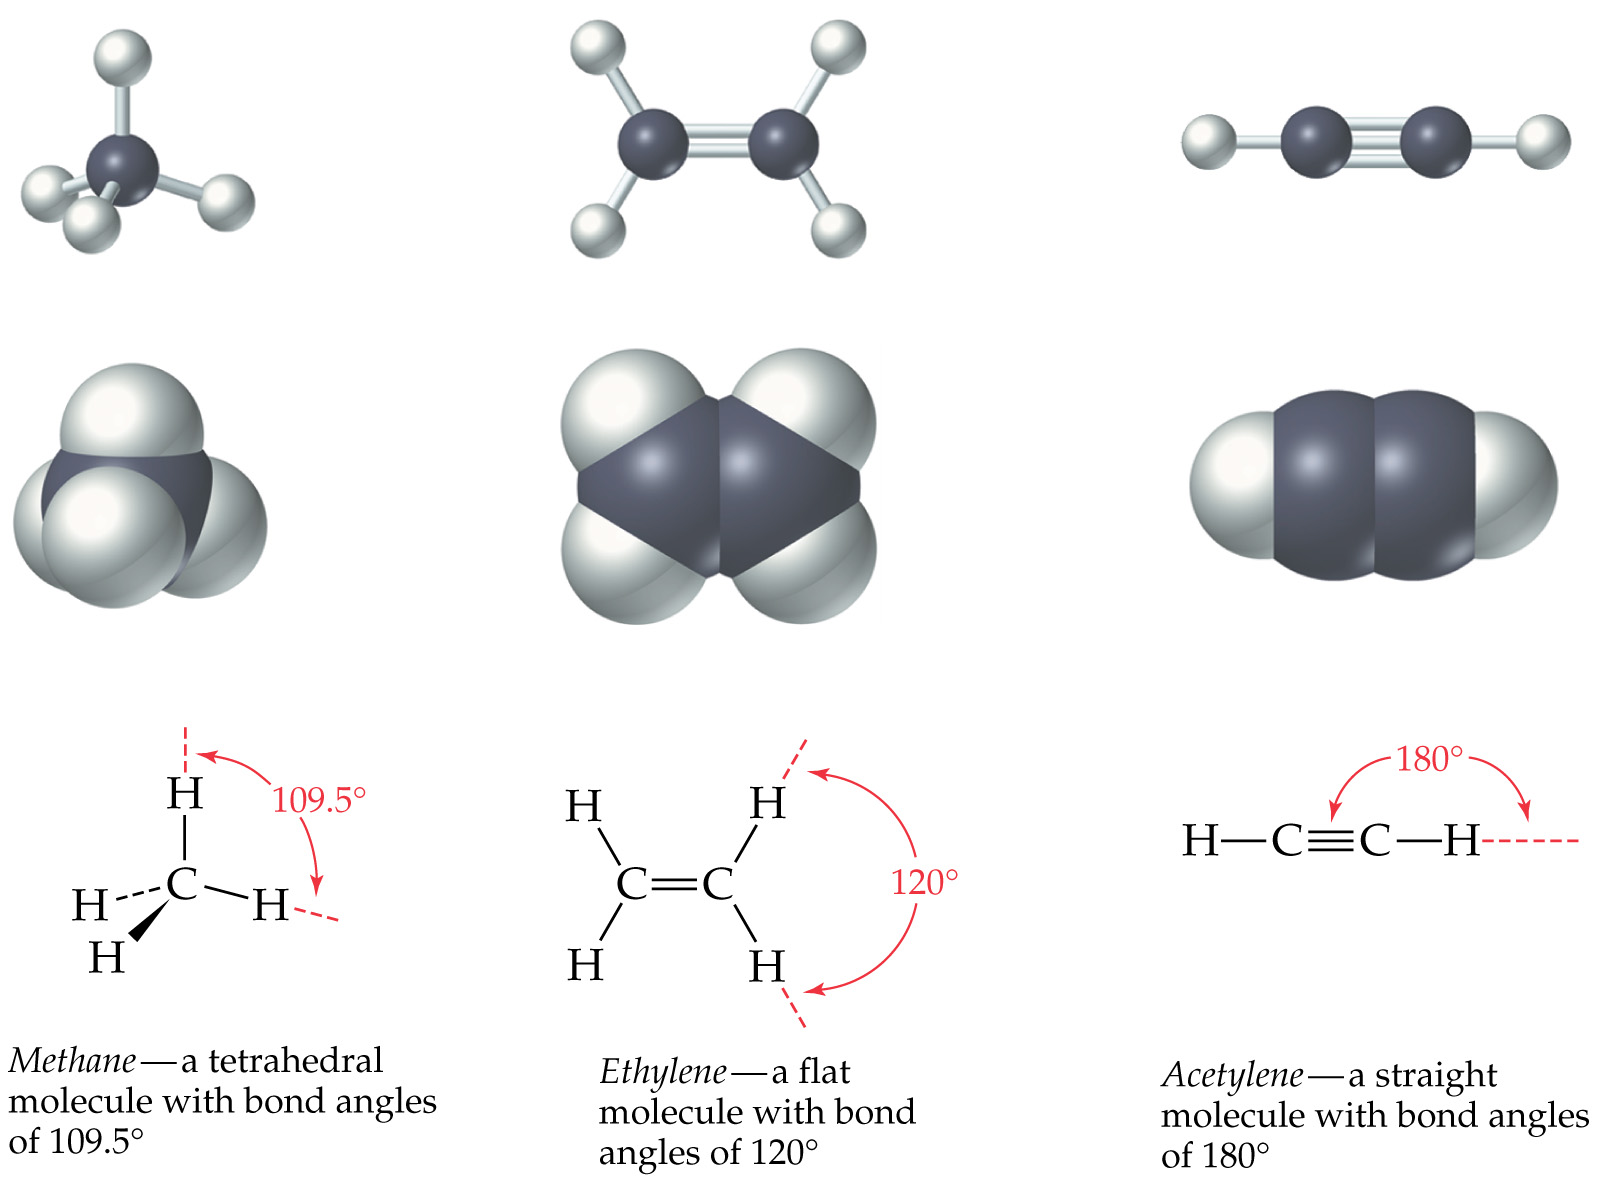 H
109.5°
H C H
H
H H
C=C 120°
H H
180°
H—C≡C—H
Methane—a tetrahedral
molecule with bond angles
of 109.5°
Ethylene—a flat
molecule with bond
angles of 120°
Acetylene—a straight
molecule with bond angles
of 180°